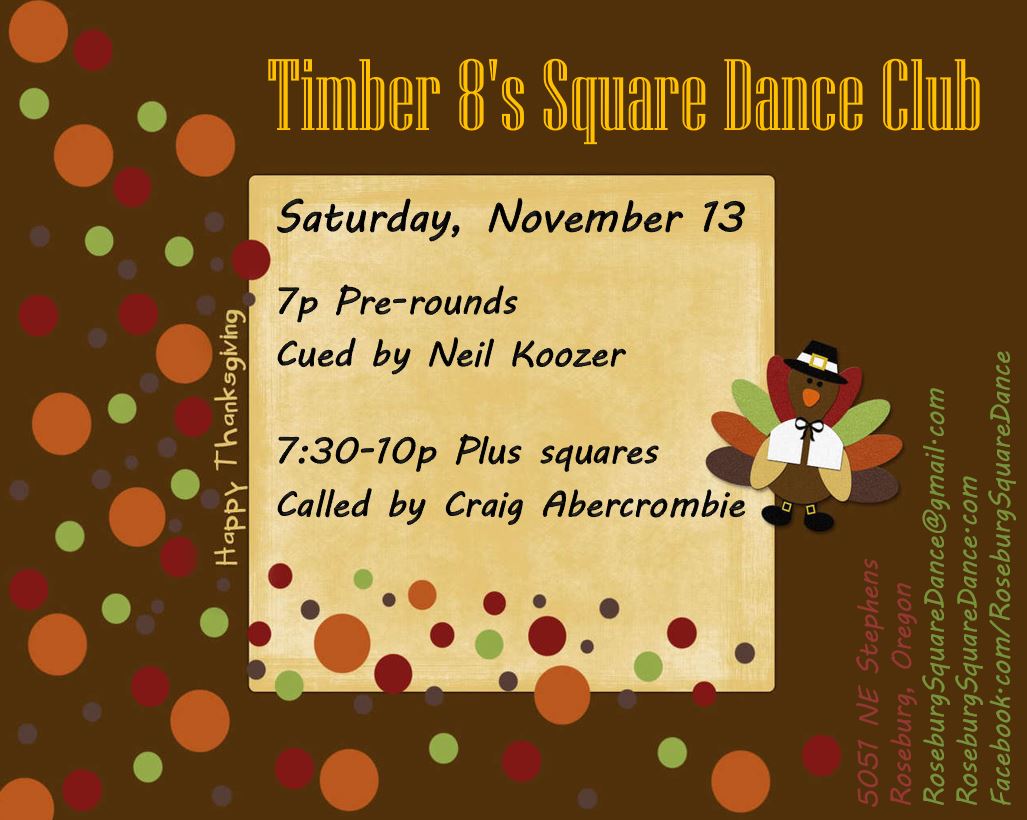 Timber 8's Square Dance Club
Saturday, November 13
7p Pre-rounds
Cued by Neil Koozer
7:30-10p Plus squares
Called by Craig Abercrombie
Happy Thanksgiving
5051 NE Stephens
Roseburg, Oregon
RoseburgSquareDance@gmail.com
RoseburgSquareDance.com
Facebook.com/RoseburgSquareDance